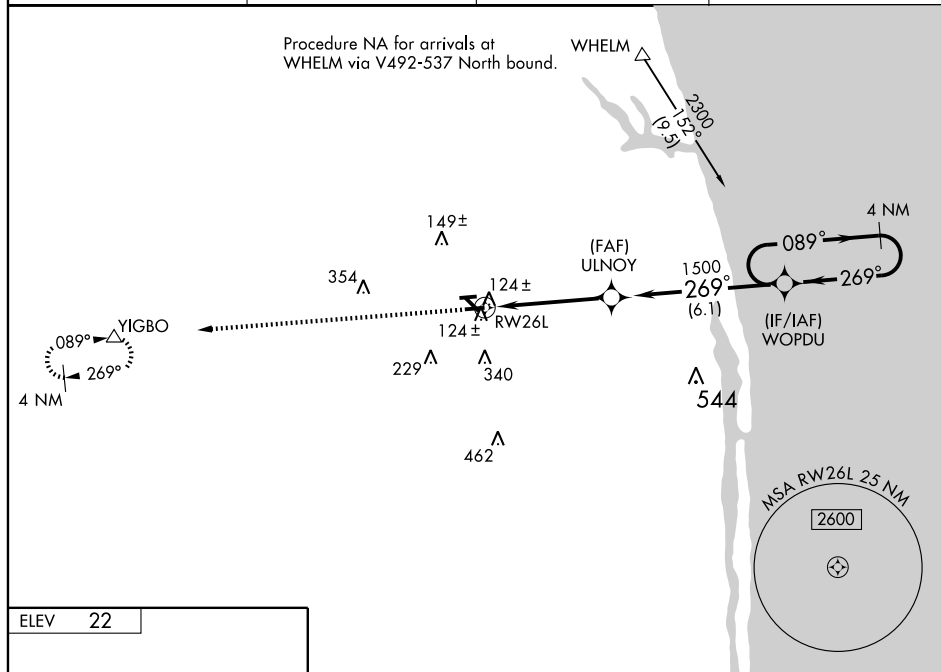 Procedure NA for arrivals at
WHELM via V492-537 North bound.
WHELM
2300
152°
(9.5)
4 NM
089°
269°
(IF/IAF)
WOPDU
(FAF)
ULNOY
1500
269°
(6.1)
149±
354
124±
RW26L
124±
229
340
462
544
YIGBO
089°
269°
4 NM
MSA RW26L 25 NM
2600
ELEV 22